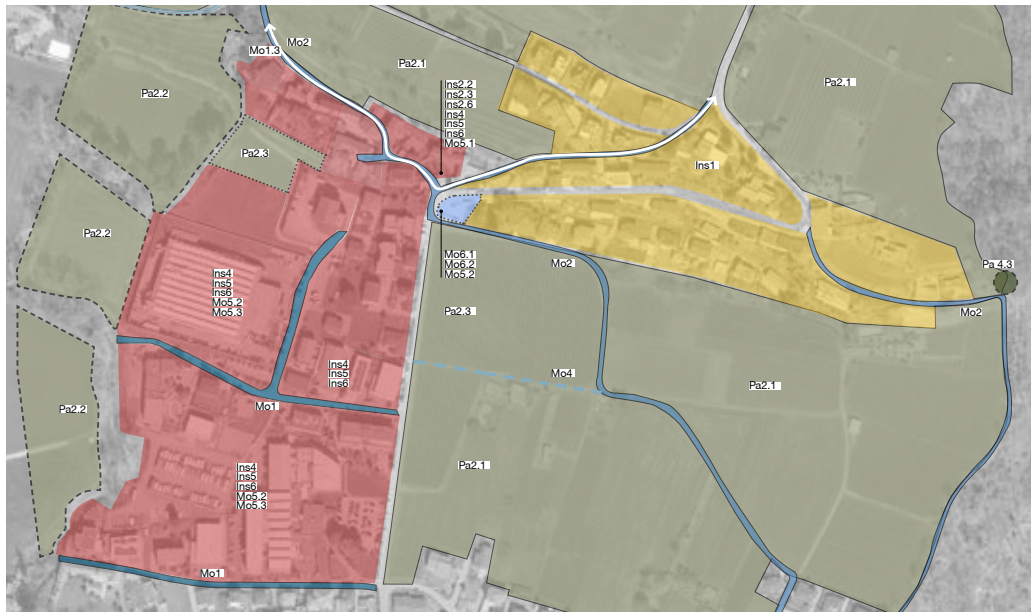 Mo2
Mo1.3
Pa2.1
Pa2.1
Pa2.2
Ins2.2
Ins2.3
Ins2.6
Ins4
Ins5
Ins6
Mo5.1
Pa2.3
Ins1
Pa2.2
Mo6.1
Mo6.2
Mo5.2
Mo2
Pa 4.3
Ins4
Ins5
Ins6
Mo5.2
Mo5.3
Pa2.3
Mo2
Ins4
Ins5
Ins6
Mo4
Pa2.1
Pa2.2
Mo1
Pa2.1
Ins4
Ins5
Ins6
Mo5.2
Mo5.3
Mo1